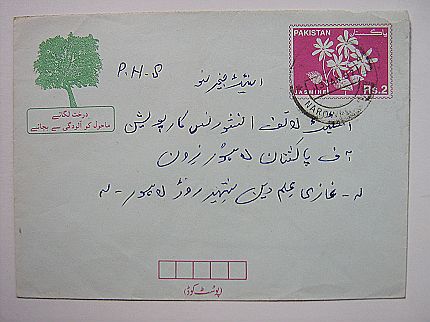 P.H.S
PAKISTAN پاکستان
JASMINE Rs.2
NAROWAL
درخت لگائیے
ماحول کو آلودگی سے بچائیے
اسٹیٹ لائف انشورنس کارپوریشن
آف پاکستان لاہور زون
غازی علم دین شہید روڈ لاہور
(پوسٹ کوڈ)